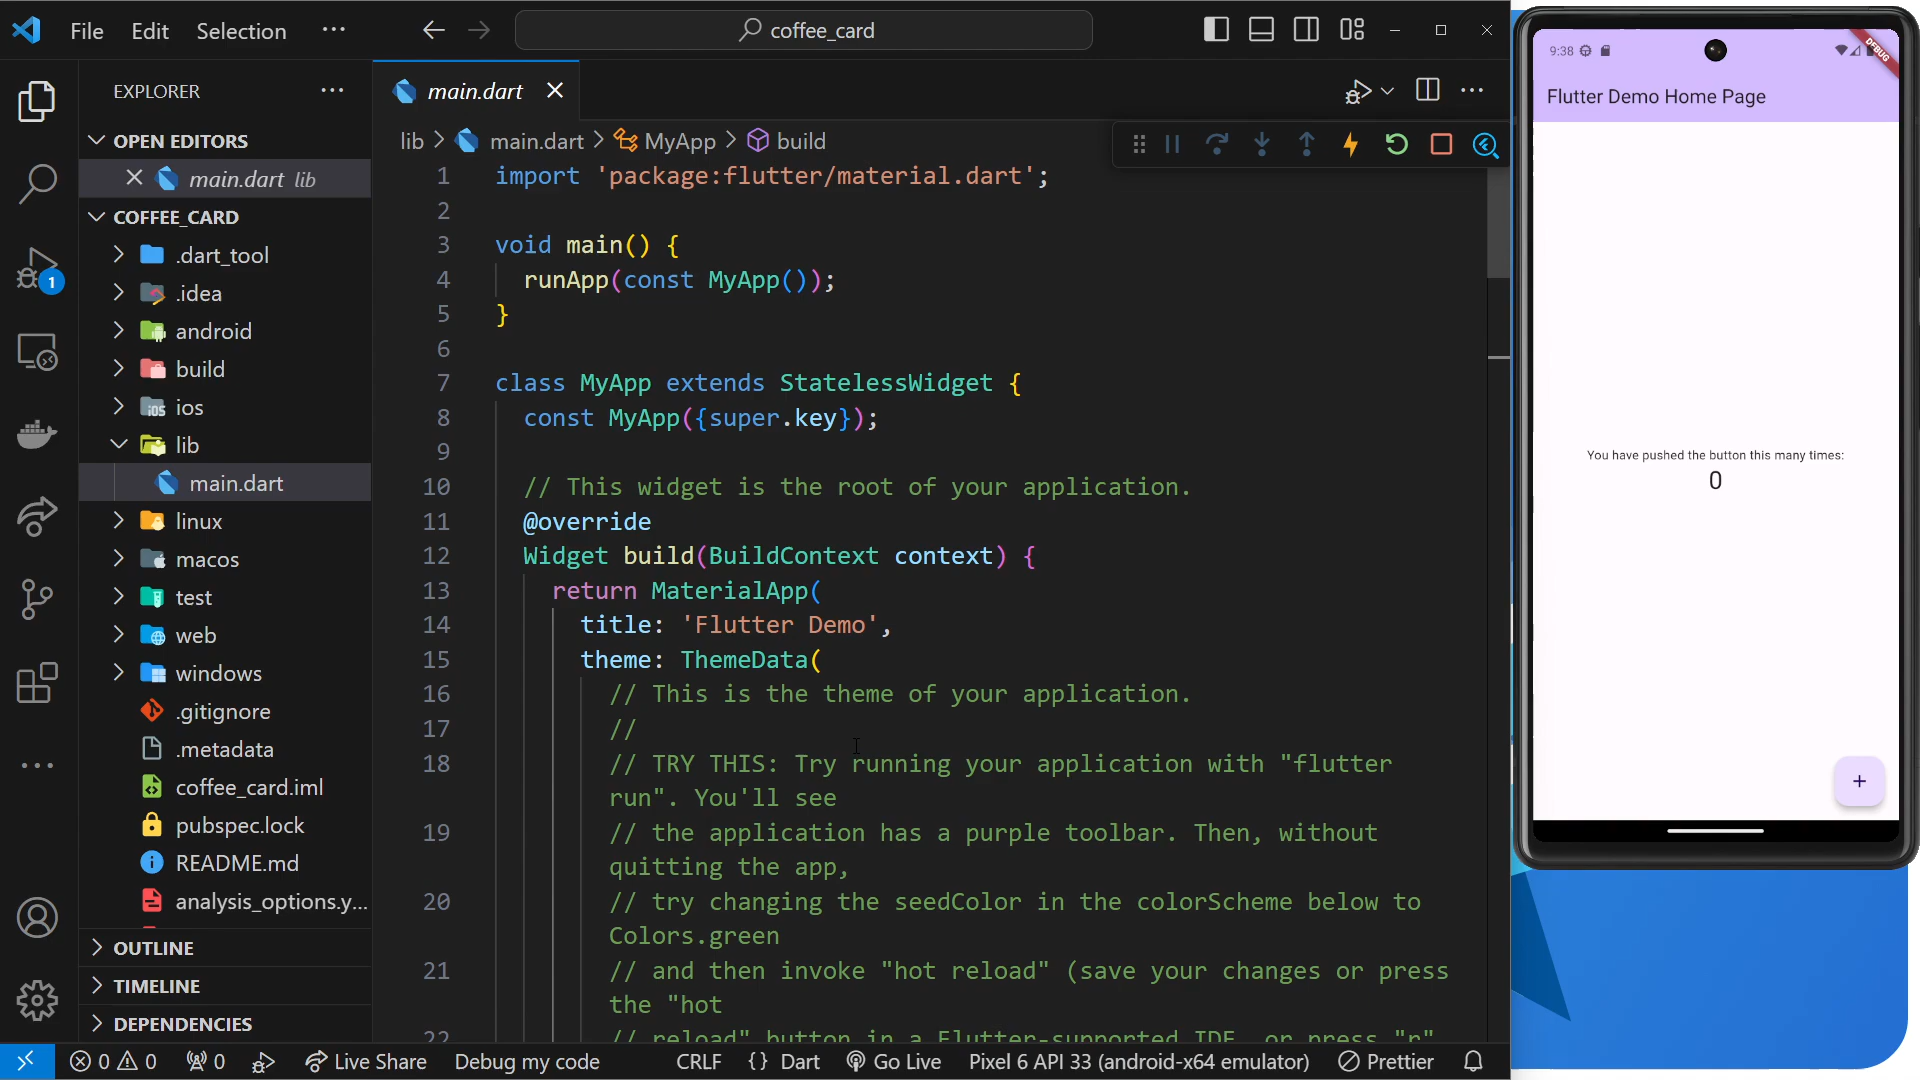 File Edit Selection ···
coffee_card
EXPLORER
OPEN EDITORS
main.dart lib
COFFEE_CARD
.dart_tool
.idea
android
build
ios
lib
main.dart
linux
macos
test
web
windows
.gitignore
.metadata
coffee_card.iml
pubspec.lock
README.md
analysis_options.y...
OUTLINE
TIMELINE
DEPENDENCIES
1
main.dart
lib > main.dart > MyApp > build
1 import 'package:flutter/material.dart';
2
3 void main() {
4 runApp(const MyApp());
5 }
6
7 class MyApp extends StatelessWidget {
8 const MyApp({super.key});
9
10 // This widget is the root of your application.
11 @override
12 Widget build(BuildContext context) {
13 return MaterialApp(
14 title: 'Flutter Demo',
15 theme: ThemeData(
16 // This is the theme of your application.
17 //
18 // TRY THIS: Try running your application with "flutter
run". You'll see
19 // the application has a purple toolbar. Then, without
quitting the app,
20 // try changing the seedColor in the colorScheme below to
Colors.green
21 // and then invoke "hot reload" (save your changes or press
the "hot
22 // reload" button in a Flutter-supported IDE, or press "r"
0 0 0 Live Share Debug my code CRLF {} Dart Go Live Pixel 6 API 33 (android-x64 emulator) Prettier
9:38
DEBUG
Flutter Demo Home Page
You have pushed the button this many times:
0
+